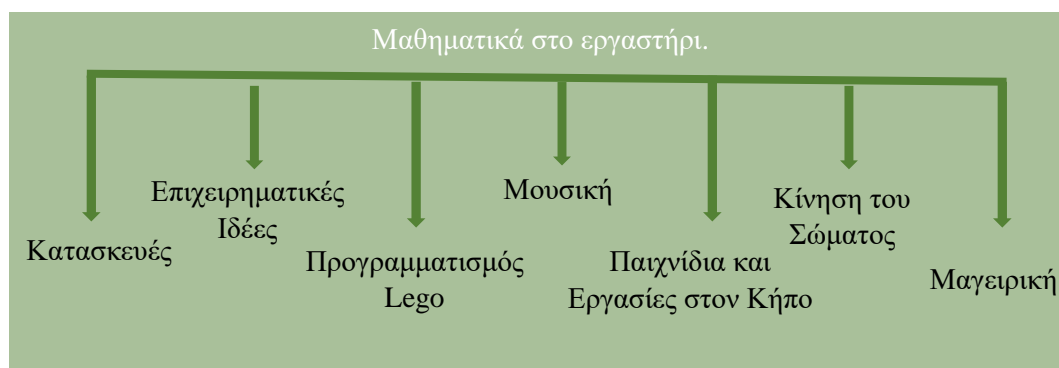 Μαθηματικά στο εργαστήρι.
Κατασκευές
Επιχειρηματικές
Ιδέες
Προγραμματισμός
Lego
Μουσική
Παιχνίδια και
Εργασίες στον Κήπο
Κίνηση του
Σώματος
Μαγειρική